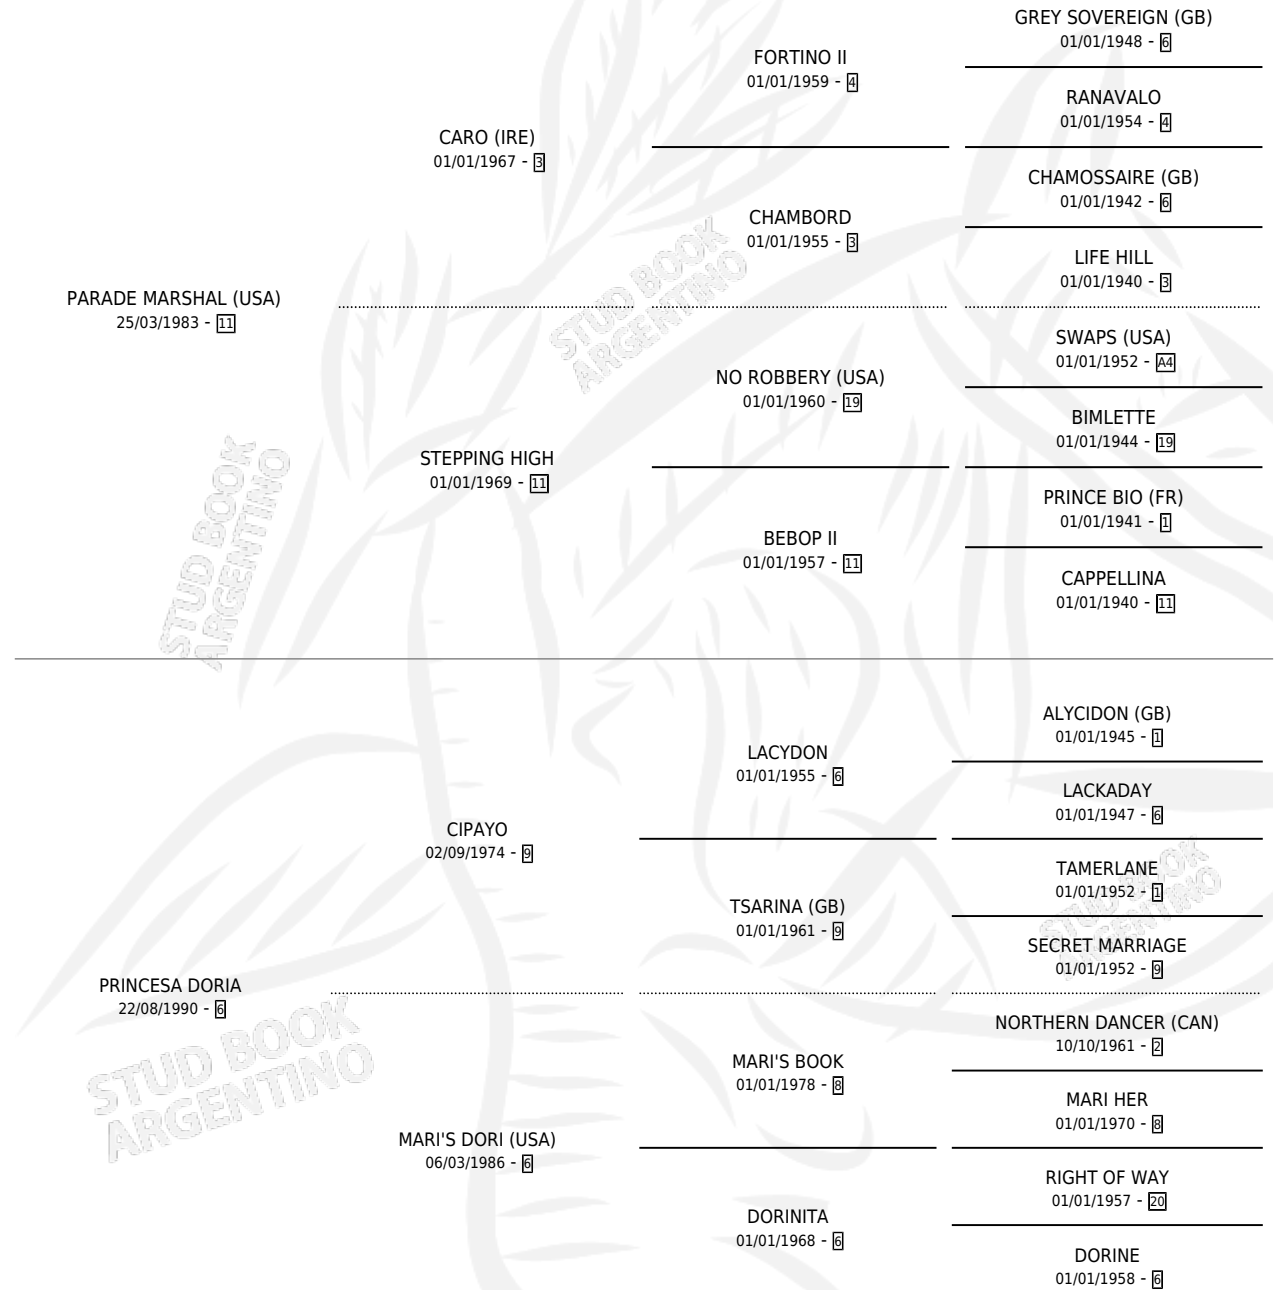 GREY SOVEREIGN (GB)
01/01/1948 - 6
FORTINO II
01/01/1959 - 4
RANAVALO
01/01/1954 - 4
CARO (IRE)
01/01/1967 - 3
CHAMOSSAIRE (GB)
01/01/1942 - 6
CHAMBORD
01/01/1955 - 3
LIFE HILL
01/01/1940 - 3
PARADE MARSHAL (USA)
25/03/1983 - 11
SWAPS (USA)
01/01/1952 - A4
NO ROBBERY (USA)
01/01/1960 - 19
BIMLETTE
01/01/1944 - 19
STEPPING HIGH
01/01/1969 - 11
PRINCE BIO (FR)
01/01/1941 - 1
BEBOP II
01/01/1957 - 11
CAPPELLINA
01/01/1940 - 11
STUD BOOK
ARGENTINO
STUD BOOK
ARGENTINO
ALYCIDON (GB)
01/01/1945 - 1
LACYDON
01/01/1955 - 6
LACKADAY
01/01/1947 - 6
CIPAYO
02/09/1974 - 9
TAMERLANE
01/01/1952 - 1
TSARINA (GB)
01/01/1961 - 9
SECRET MARRIAGE
01/01/1952 - 9
STUD BOOK
ARGENTINO
PRINCESA DORIA
22/08/1990 - 6
NORTHERN DANCER (CAN)
10/10/1961 - 2
MARI'S BOOK
01/01/1978 - 8
MARI HER
01/01/1970 - 8
STUD BOOK
ARGENTINO
MARI'S DORI (USA)
06/03/1986 - 6
RIGHT OF WAY
01/01/1957 - 20
DORINITA
01/01/1968 - 6
DORINE
01/01/1958 - 6